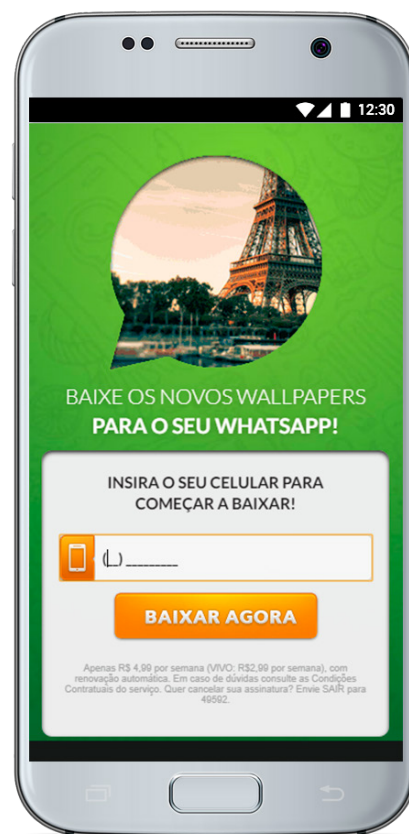 12:30
BAIXE OS NOVOS WALLPAPERS
PARA O SEU WHATSAPP!
INSIRA O SEU CELULAR PARA
COMEÇAR A BAIXAR!
(__) _________
BAIXAR AGORA
Apenas R$ 4,99 por semana (VIVO: R$2,99 por semana), com
renovação automática. Em caso de dúvidas consulte as Condições
Contratuais do serviço. Quer cancelar sua assinatura? Envie SAIR para
49592.